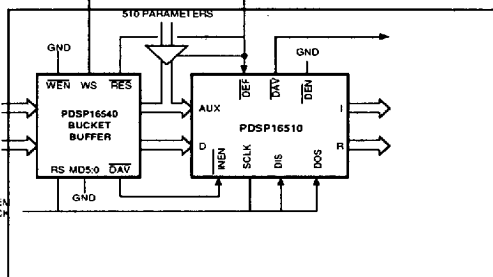 510 PARAMETERS
GND
GND
WEN WS RES
DEF DAV DEN
AUX
I
PDSP16540
BUCKET
BUFFER
PDSP16510
D
R
INEN SCLK DIS DOS
RS MD5:0 DAV
GND